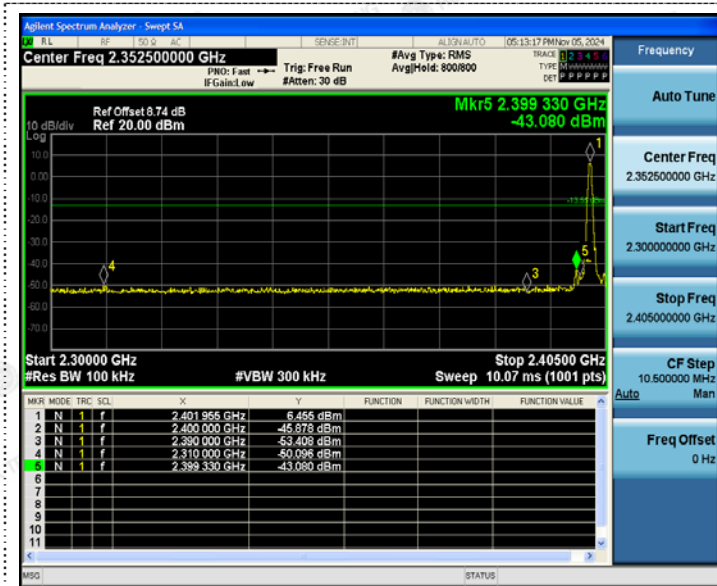 Agilent Spectrum Analyzer - Swept SA
RL RF 50 Ω AC SENSE:INT ALIGN AUTO 05:13:17 PM Nov 05, 2024
Center Freq 2.352500000 GHz
PNO: Fast
IFGain:Low
Trig: Free Run
#Atten: 30 dB
#Avg Type: RMS
Avg|Hold: 800/800
TRACE 1 2 3 4 5 6
TYPE M
DET P P P P P P
Ref Offset 8.74 dB
Ref 20.00 dBm
10 dB/div
Log
Mkr5 2.399 330 GHz
-43.080 dBm
10.0
0.00
-10.0
-20.0
-30.0
-40.0
-50.0
-60.0
-70.0
1
5
3
4
Start 2.30000 GHz Stop 2.40500 GHz
#Res BW 100 kHz #VBW 300 kHz Sweep 10.07 ms (1001 pts)
MKR MODE TRC SCL X Y FUNCTION FUNCTION WIDTH FUNCTION VALUE
1 N 1 f 2.401 955 GHz 6.455 dBm
2 N 1 f 2.400 000 GHz -45.878 dBm
3 N 1 f 2.390 000 GHz -53.408 dBm
4 N 1 f 2.310 000 GHz -50.096 dBm
5 N 1 f 2.399 330 GHz -43.080 dBm
6
7
8
9
10
11
MSG STATUS
Frequency
Auto Tune
Center Freq
2.352500000 GHz
Start Freq
2.300000000 GHz
Stop Freq
2.405000000 GHz
CF Step
10.500000 MHz
Auto Man
Freq Offset
0 Hz